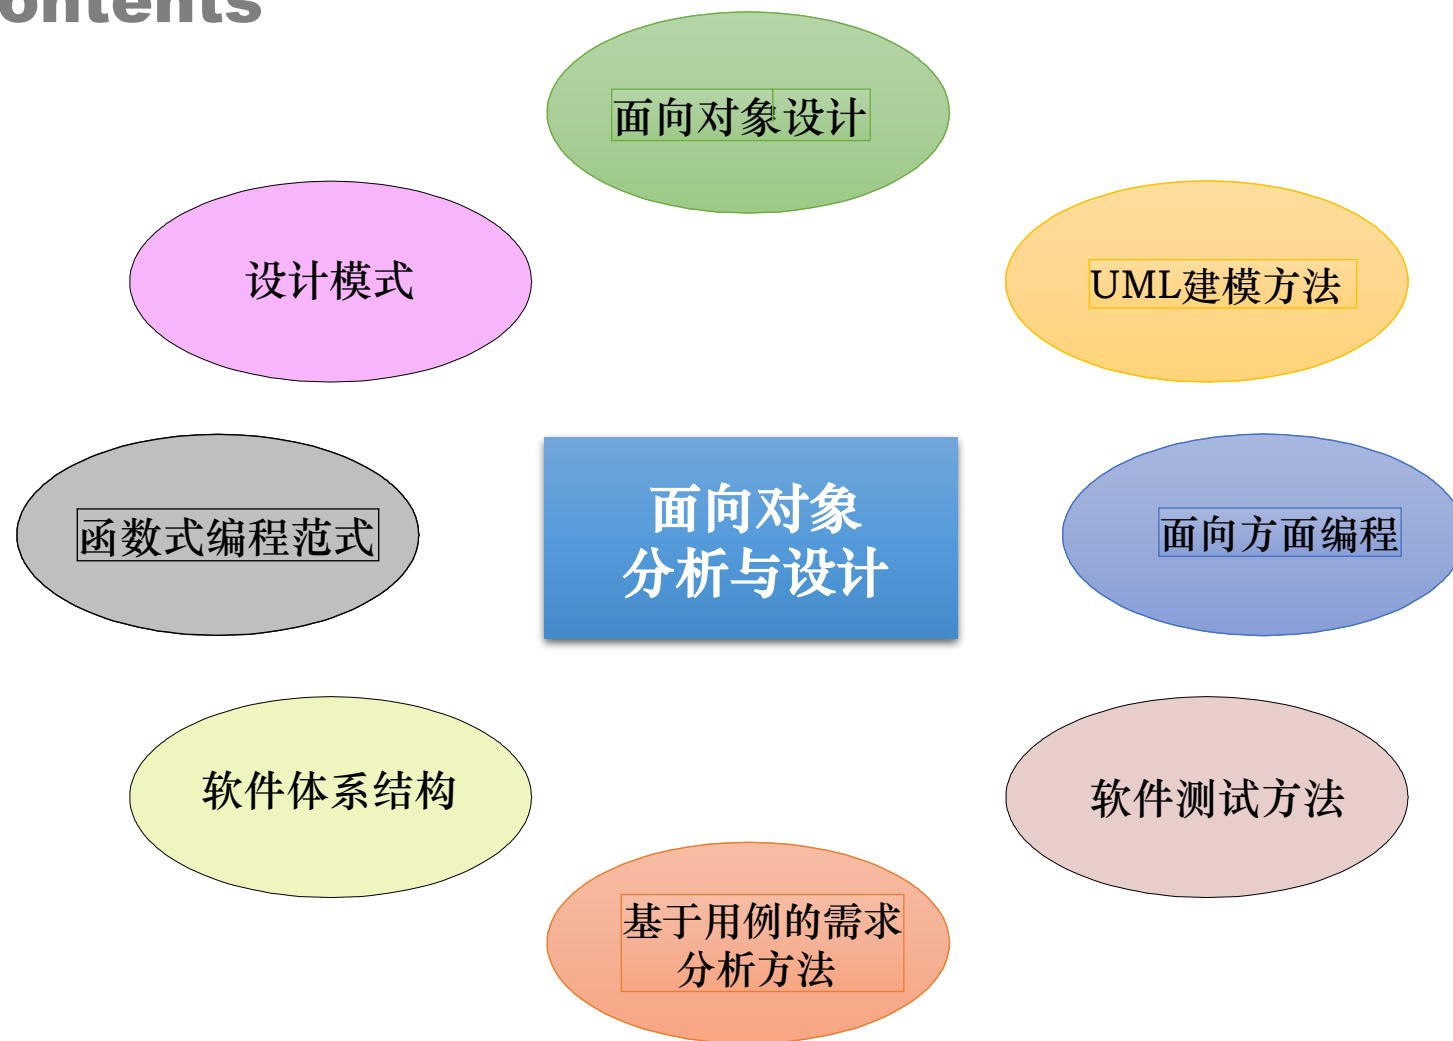 ontents
面向对象设计
设计模式
UML建模方法
函数式编程范式
面向对象
分析与设计
面向方面编程
软件体系结构
软件测试方法
基于用例的需求
分析方法